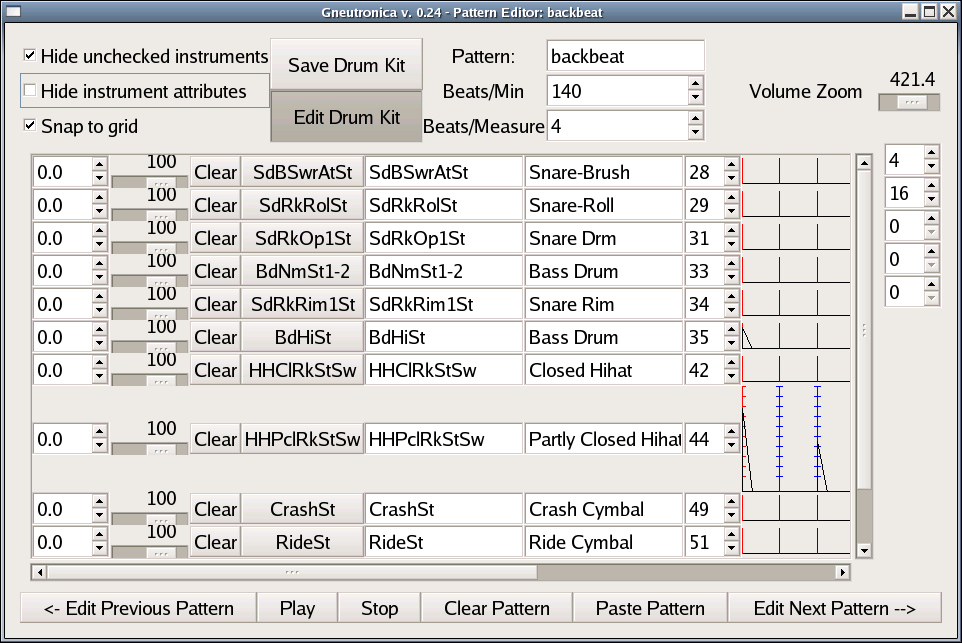 Gneutronica v. 0.24 - Pattern Editor: backbeat
Hide unchecked instruments Save Drum Kit Pattern: backbeat
Hide instrument attributes Beats/Min 140 Volume Zoom 421.4
Snap to grid Edit Drum Kit Beats/Measure 4
0.0 100 Clear SdBSwrAtSt SdBSwrAtSt Snare-Brush 28 4
0.0 100 Clear SdRkRolSt SdRkRolSt Snare-Roll 29 16
0.0 100 Clear SdRkOp1St SdRkOp1St Snare Drm 31 0
0.0 100 Clear BdNmSt1-2 BdNmSt1-2 Bass Drum 33 0
0.0 100 Clear SdRkRim1St SdRkRim1St Snare Rim 34 0
0.0 100 Clear BdHiSt BdHiSt Bass Drum 35
0.0 100 Clear HHClRkStSw HHClRkStSw Closed Hihat 42
0.0 100 Clear HHPclRkStSw HHPclRkStSw Partly Closed Hihat 44
0.0 100 Clear CrashSt CrashSt Crash Cymbal 49
0.0 100 Clear RideSt RideSt Ride Cymbal 51
<- Edit Previous Pattern Play Stop Clear Pattern Paste Pattern Edit Next Pattern -->